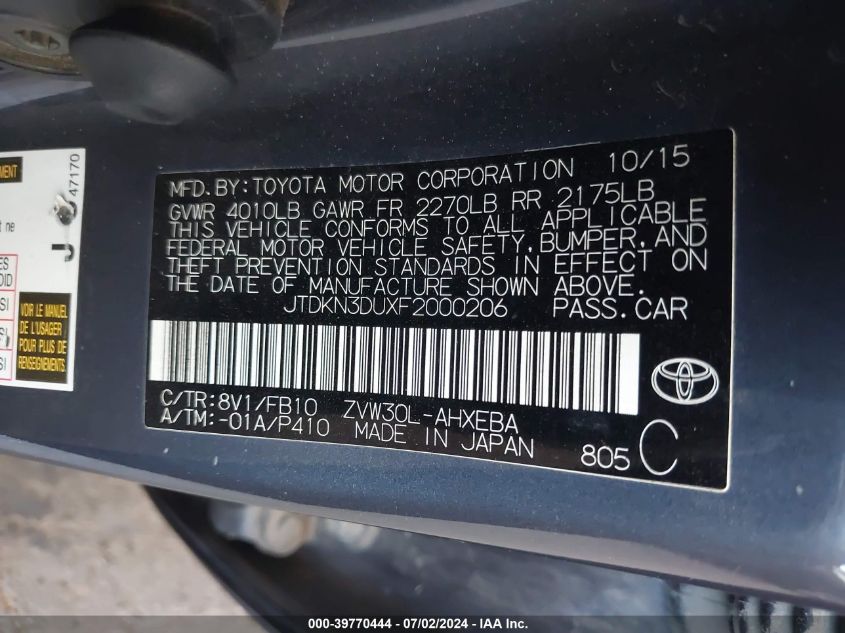 MFD. BY: TOYOTA MOTOR CORPORATION 10/15
GVWR 4010LB GAWR FR 2270LB RR 2175LB
THIS VEHICLE CONFORMS TO ALL APPLICABLE
FEDERAL MOTOR VEHICLE SAFETY, BUMPER, AND
THEFT PREVENTION STANDARDS IN EFFECT ON
THE DATE OF MANUFACTURE SHOWN ABOVE.
JTDKN3DUXF2000206 PASS.CAR
C/TR: 8V1/FB10 ZVW30L-AHXEBA
A/TM: -01A/P410 MADE IN JAPAN
805 C
47170
J
ne
SI
LE MANUEL
DE L'USAGER
POUR PLUS DE
RENSEIGNEMENTS
SI
000-39770444 - 07/02/2024 - IAA Inc.